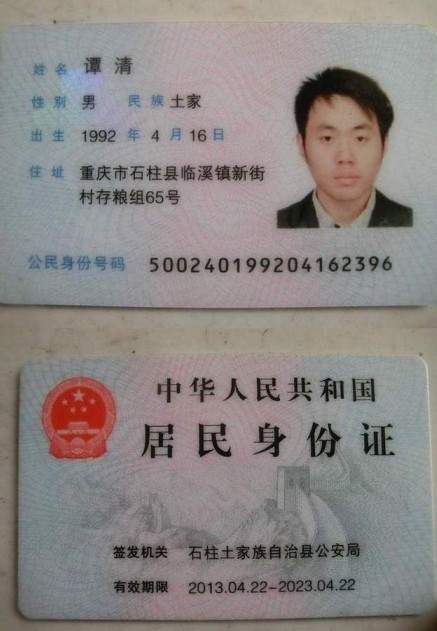 姓名 谭清
性别 男 民族 土家
出生 1992 年 4 月 16 日
住址 重庆市石柱县临溪镇新街
村存粮组65号
公民身份号码 500240199204162396
中华人民共和国
居民身份证
签发机关 石柱土家族自治县公安局
有效期限 2013.04.22-2023.04.22